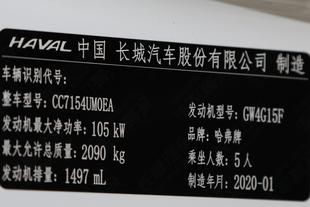 HAVAL 中国 长城汽车股份有限公司 制造
车辆识别代号：
整车型号：CC7154UM0EA 发动机型号：GW4G15F
发动机最大净功率：105 kW 品牌：哈弗牌
最大允许总质量：2090 kg 乘坐人数：5 人
发动机排量：1497 mL 制造年月：2020-01